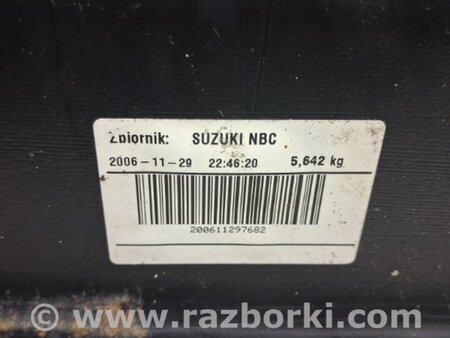 Zbiornik: SUZUKI NBC
2006-11-29 22:46:20 5,642 kg
200611297682
© www.razborki.com